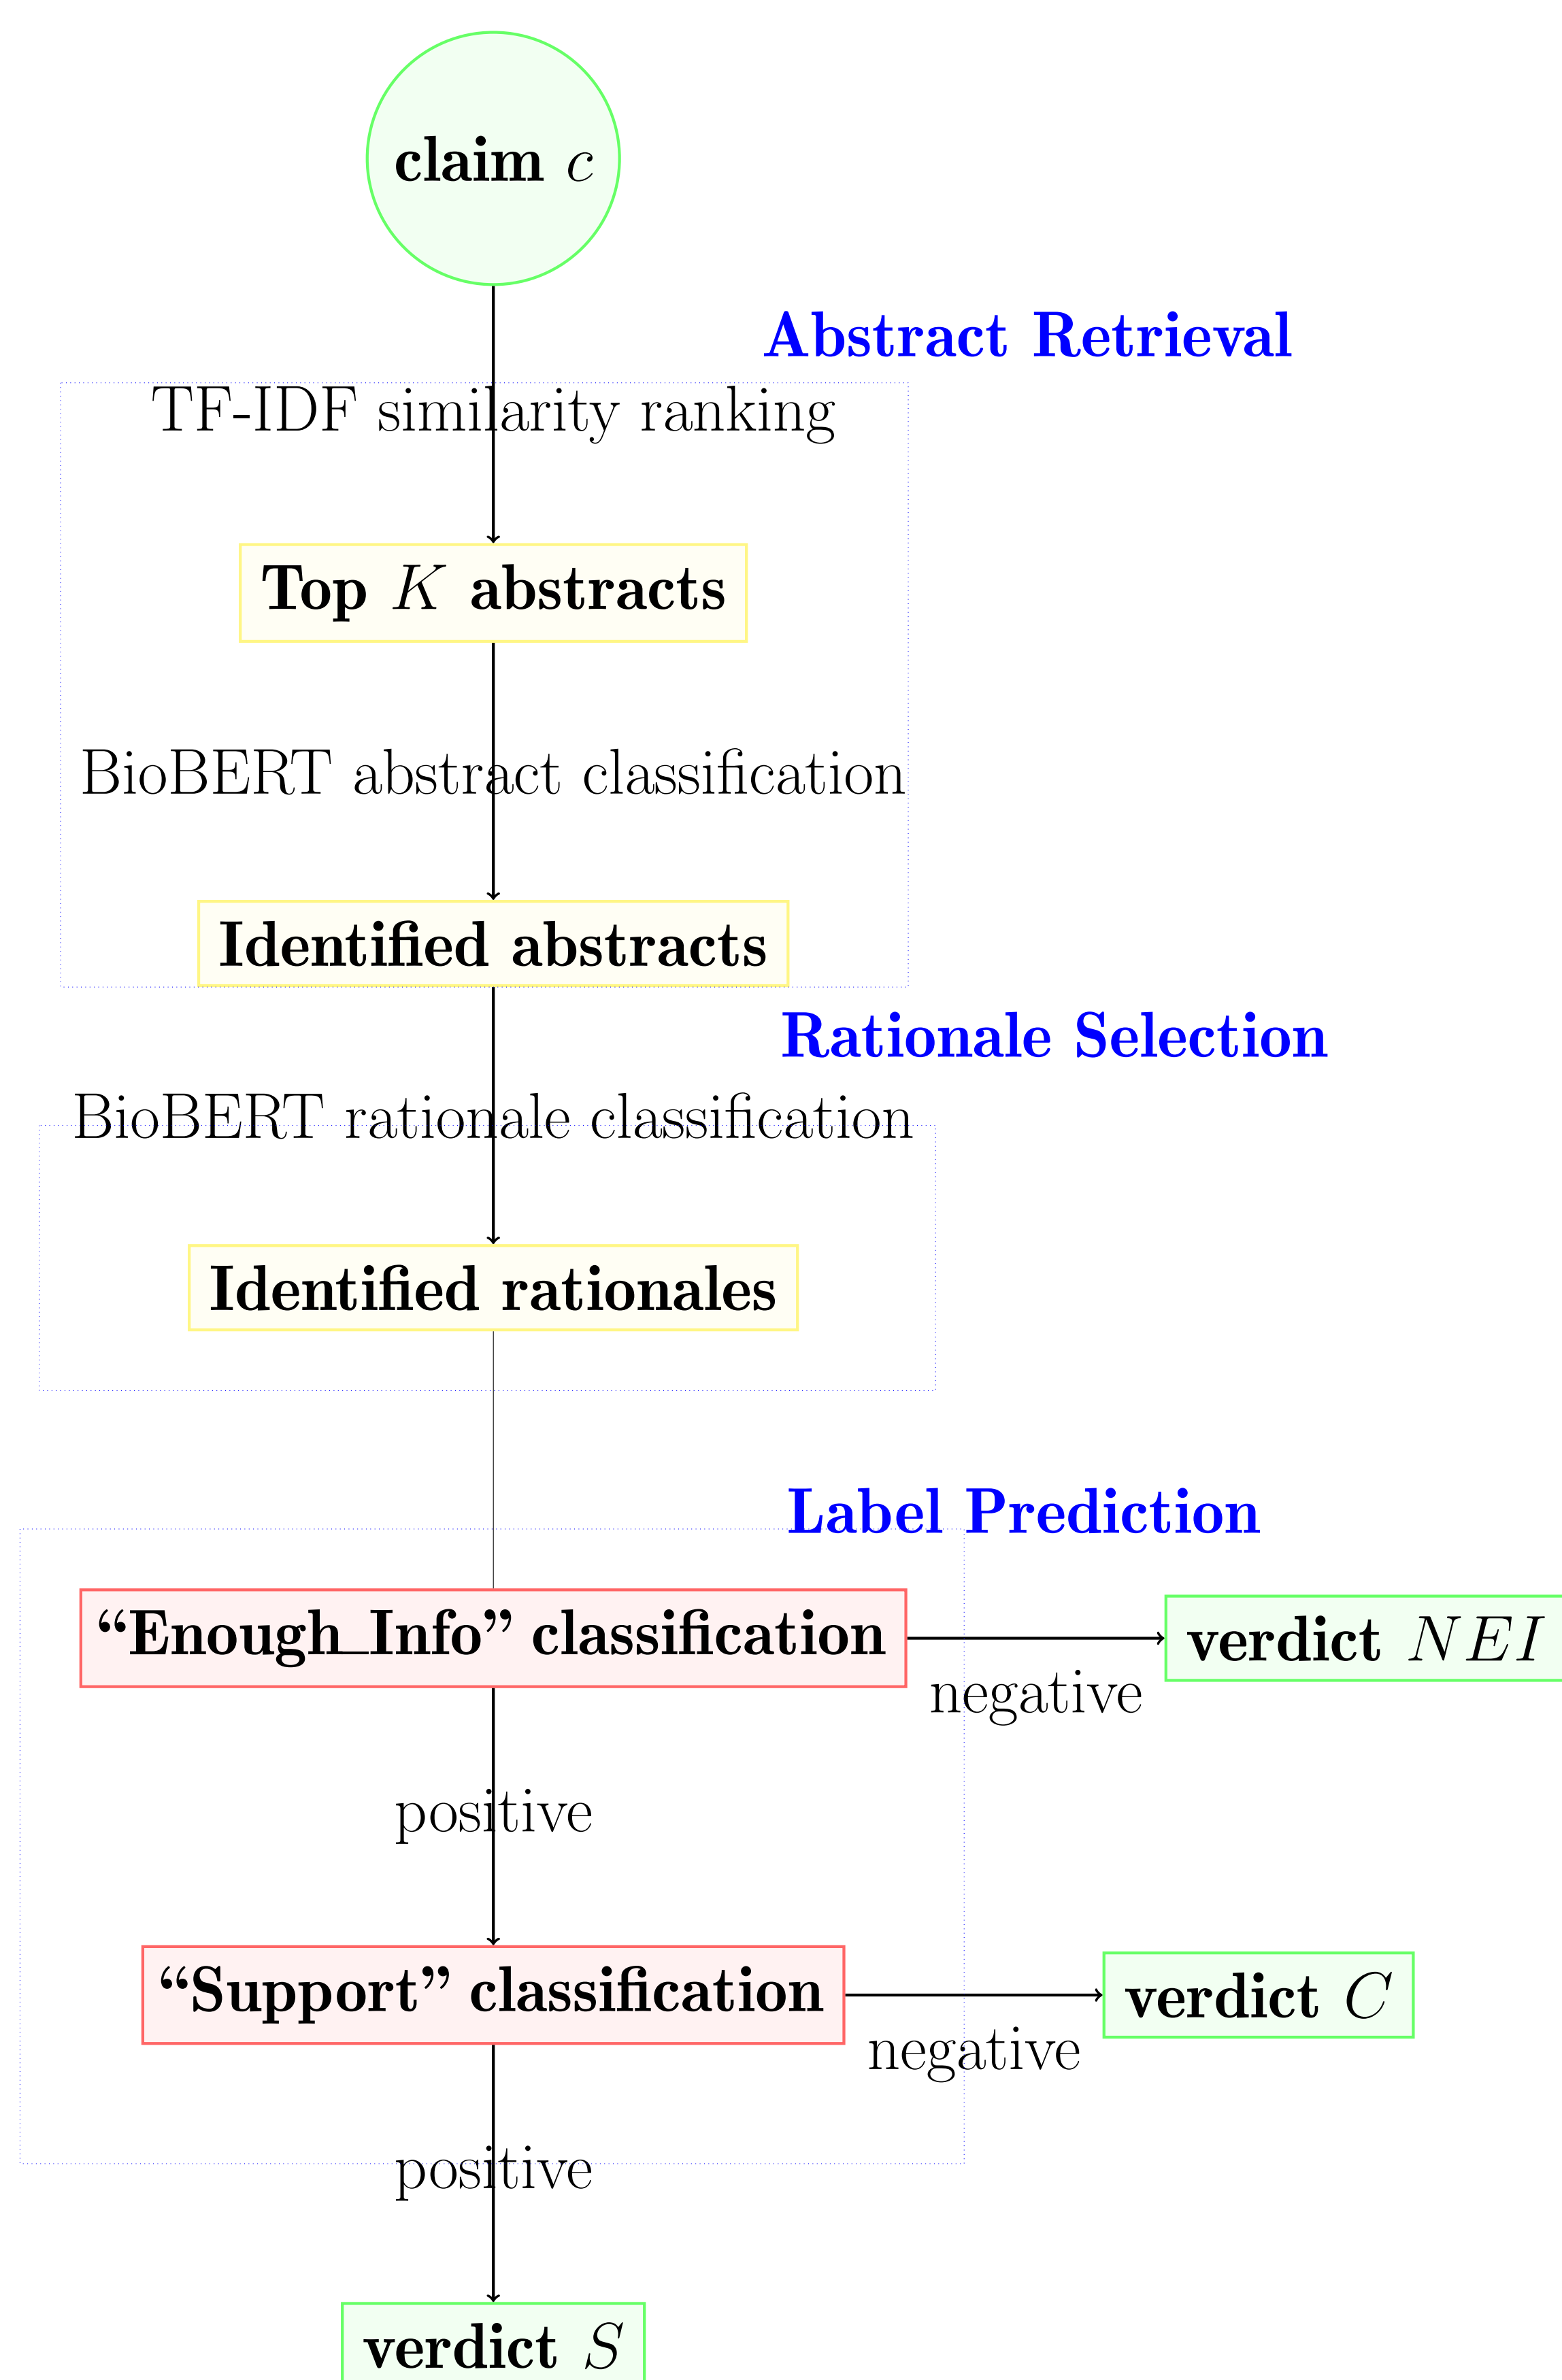 claim c
Abstract Retrieval
TF-IDF similarity ranking
Top K abstracts
BioBERT abstract classification
Identified abstracts
Rationale Selection
BioBERT rationale classification
Identified rationales
Label Prediction
“Enough_Info” classification
verdict NEI
negative
positive
“Support” classification
verdict C
negative
positive
verdict S